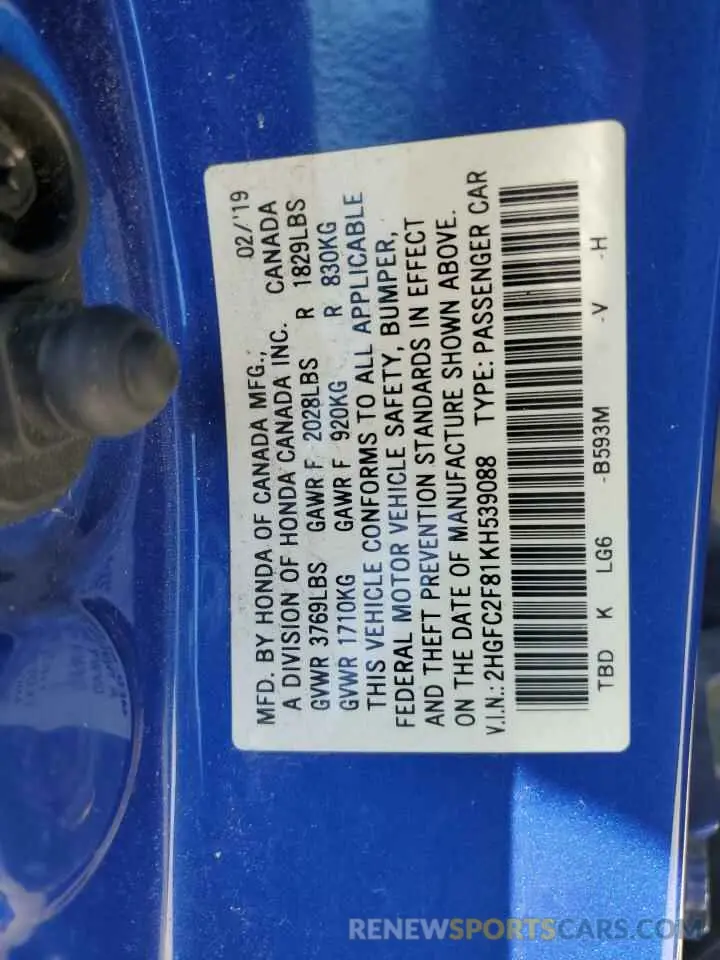 MFD. BY HONDA OF CANADA MFG., 02/'19
A DIVISION OF HONDA CANADA INC. CANADA
GVWR 3769LBS GAWR F 2028LBS R 1829LBS
GVWR 1710KG GAWR F 920KG R 830KG
THIS VEHICLE CONFORMS TO ALL APPLICABLE
FEDERAL MOTOR VEHICLE SAFETY, BUMPER,
AND THEFT PREVENTION STANDARDS IN EFFECT
ON THE DATE OF MANUFACTURE SHOWN ABOVE.
V.I.N.: 2HGFC2F81KH539088 TYPE: PASSENGER CAR
TBD K LG6 -B593M -V -H
RENEWSPORTSCARS.COM